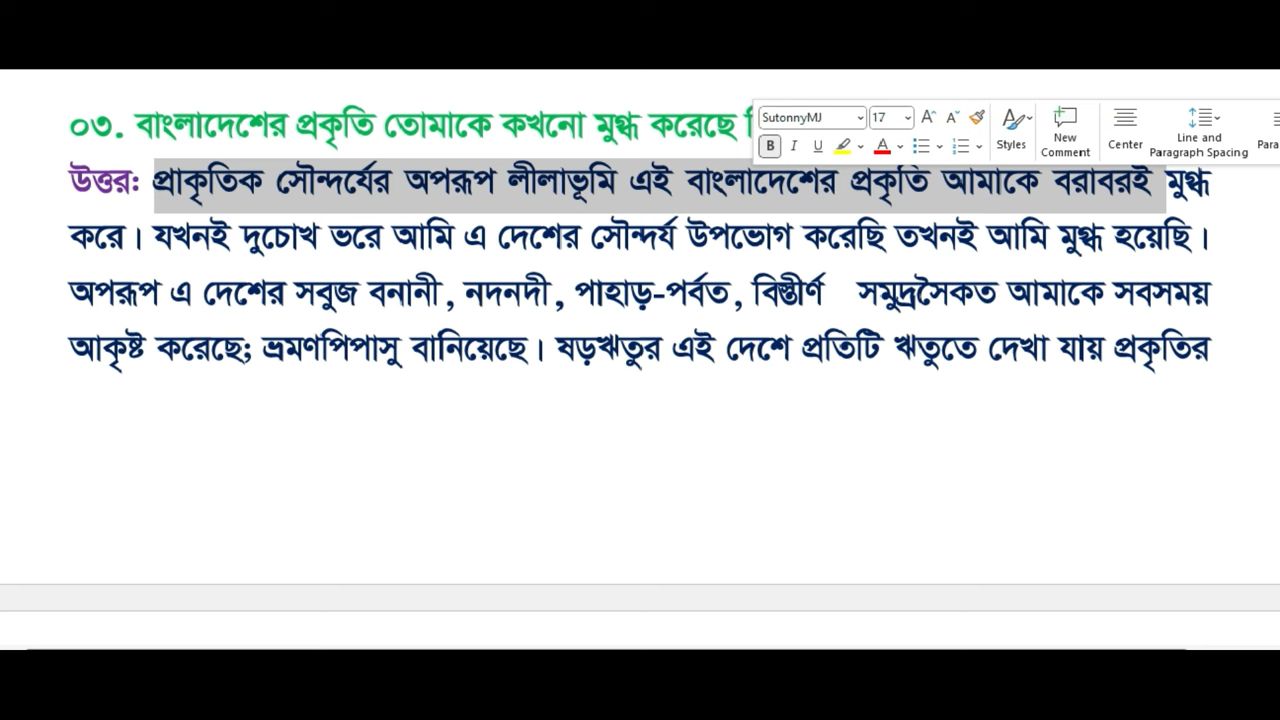 ০৩. বাংলাদেশের প্রকৃতি তোমাকে কখনো মুগ্ধ করেছে
SutonnyMJ 17
B I U A Styles New Comment Center Line and Paragraph Spacing
উত্তর: প্রাকৃতিক সৌন্দর্যের অপরূপ লীলাভূমি এই বাংলাদেশের প্রকৃতি আমাকে বরাবরই মুগ্ধ
করে। যখনই দুচোখ ভরে আমি এ দেশের সৌন্দর্য উপভোগ করেছি তখনই আমি মুগ্ধ হয়েছি।
অপরূপ এ দেশের সবুজ বনানী, নদনদী, পাহাড়-পর্বত, বিস্তীর্ণ সমুদ্রসৈকত আমাকে সবসময়
আকৃষ্ট করেছে; ভ্রমণপিপাসু বানিয়েছে। ষড়ঋতুর এই দেশে প্রতিটি ঋতুতে দেখা যায় প্রকৃতির